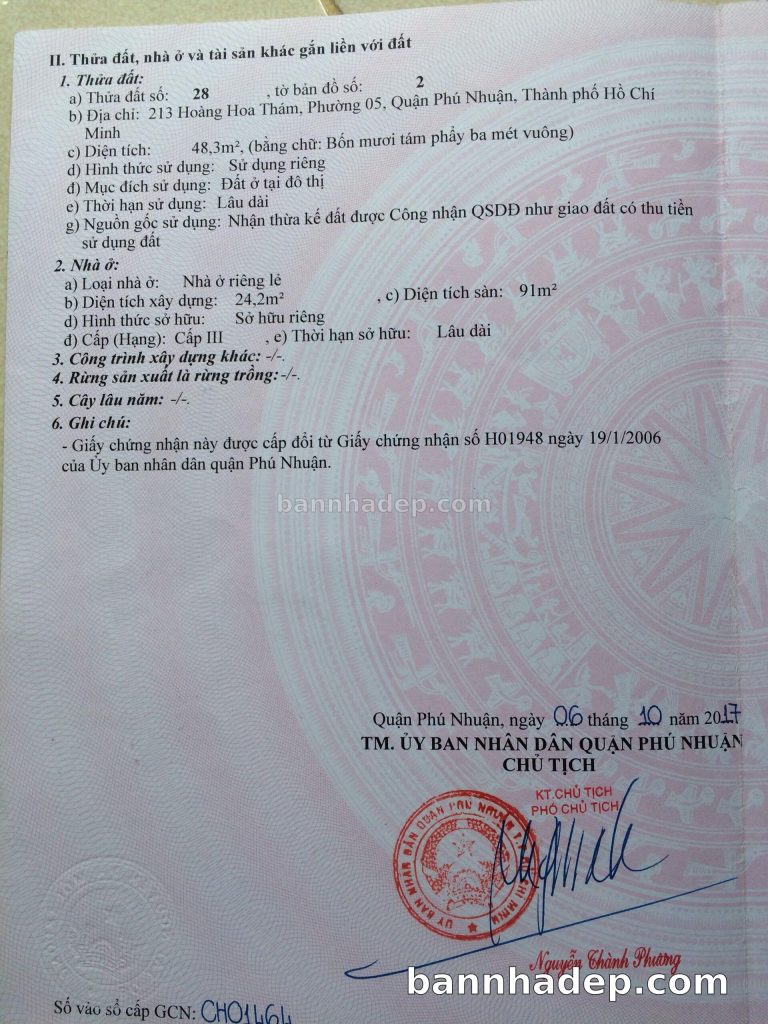 II. Thửa đất, nhà ở và tài sản khác gắn liền với đất
1. Thửa đất:
a) Thửa đất số: 28 , tờ bản đồ số: 2
b) Địa chỉ: 213 Hoàng Hoa Thám, Phường 05, Quận Phú Nhuận, Thành phố Hồ Chí
Minh
c) Diện tích: 48,3m², (bằng chữ: Bốn mươi tám phẩy ba mét vuông)
d) Hình thức sử dụng: Sử dụng riêng
đ) Mục đích sử dụng: Đất ở tại đô thị
e) Thời hạn sử dụng: Lâu dài
g) Nguồn gốc sử dụng: Nhận thừa kế đất được Công nhận QSDĐ như giao đất có thu tiền
sử dụng đất
2. Nhà ở:
a) Loại nhà ở: Nhà ở riêng lẻ
b) Diện tích xây dựng: 24,2m² , c) Diện tích sàn: 91m²
d) Hình thức sở hữu: Sở hữu riêng
đ) Cấp (Hạng): Cấp III , e) Thời hạn sở hữu: Lâu dài
3. Công trình xây dựng khác: -/-.
4. Rừng sản xuất là rừng trồng: -/-.
5. Cây lâu năm: -/-.
6. Ghi chú:
- Giấy chứng nhận này được cấp đổi từ Giấy chứng nhận số H01948 ngày 19/1/2006
của Ủy ban nhân dân quận Phú Nhuận.
bannhadep.com
Quận Phú Nhuận, ngày 06 tháng 10 năm 2017
TM. ỦY BAN NHÂN DÂN QUẬN PHÚ NHUẬN
CHỦ TỊCH
KT.CHỦ TỊCH
PHÓ CHỦ TỊCH
ỦY BAN NHÂN DÂN QUẬN PHÚ NHUẬN
Nguyễn Thành Phương
bannhadep.com
Số vào sổ cấp GCN: CH01464